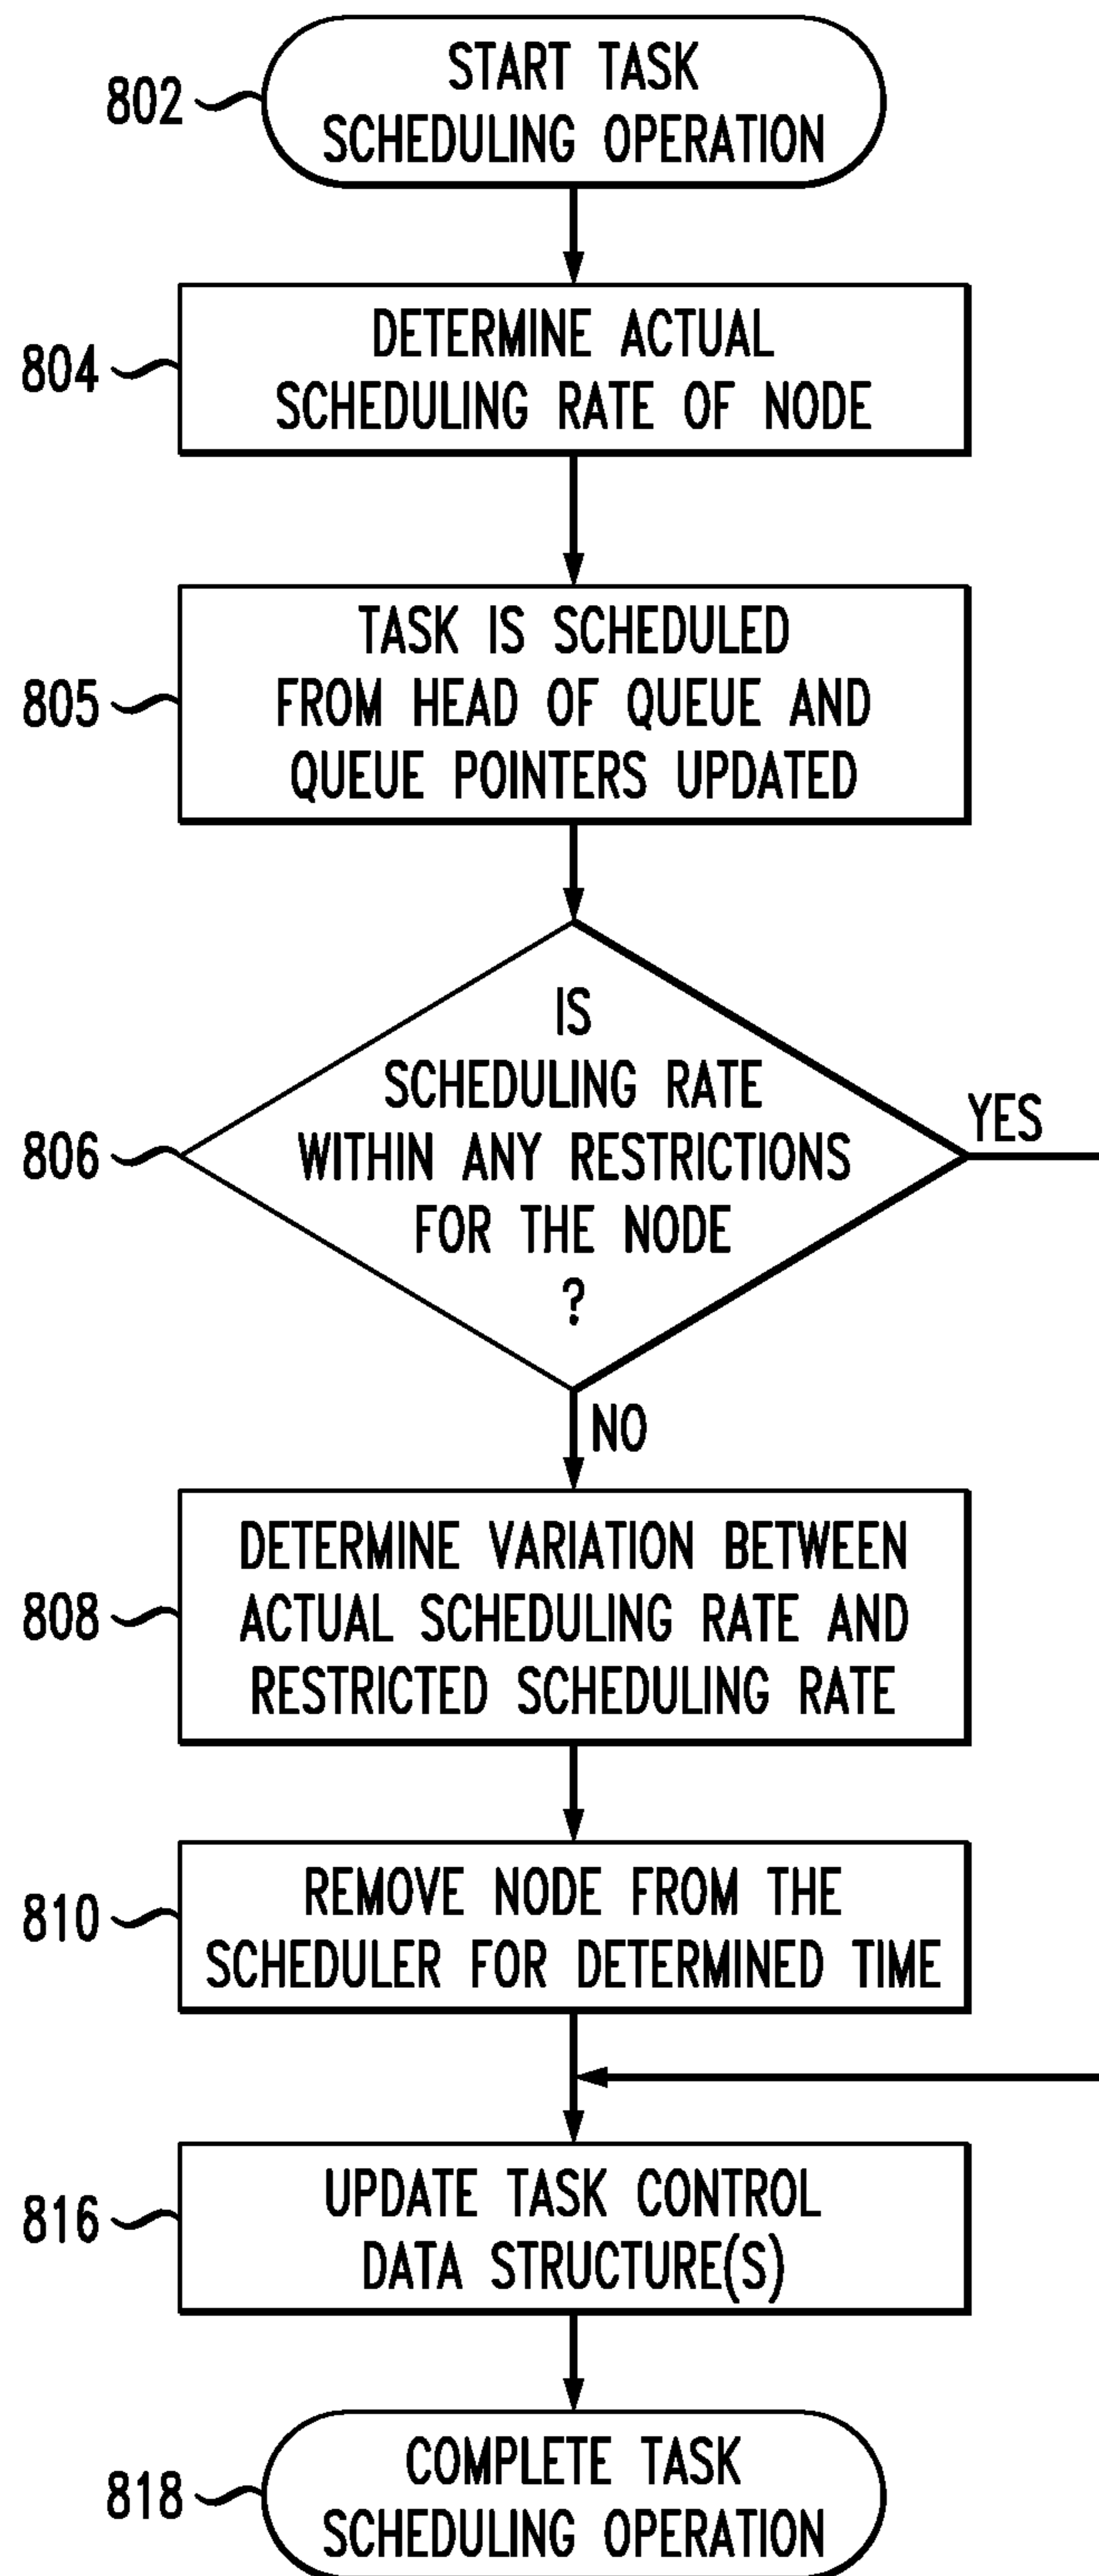 802
START TASK
SCHEDULING OPERATION
804
DETERMINE ACTUAL
SCHEDULING RATE OF NODE
805
TASK IS SCHEDULED
FROM HEAD OF QUEUE AND
QUEUE POINTERS UPDATED
806
IS
SCHEDULING RATE
WITHIN ANY RESTRICTIONS
FOR THE NODE
?
YES
NO
808
DETERMINE VARIATION BETWEEN
ACTUAL SCHEDULING RATE AND
RESTRICTED SCHEDULING RATE
810
REMOVE NODE FROM THE
SCHEDULER FOR DETERMINED TIME
816
UPDATE TASK CONTROL
DATA STRUCTURE(S)
818
COMPLETE TASK
SCHEDULING OPERATION